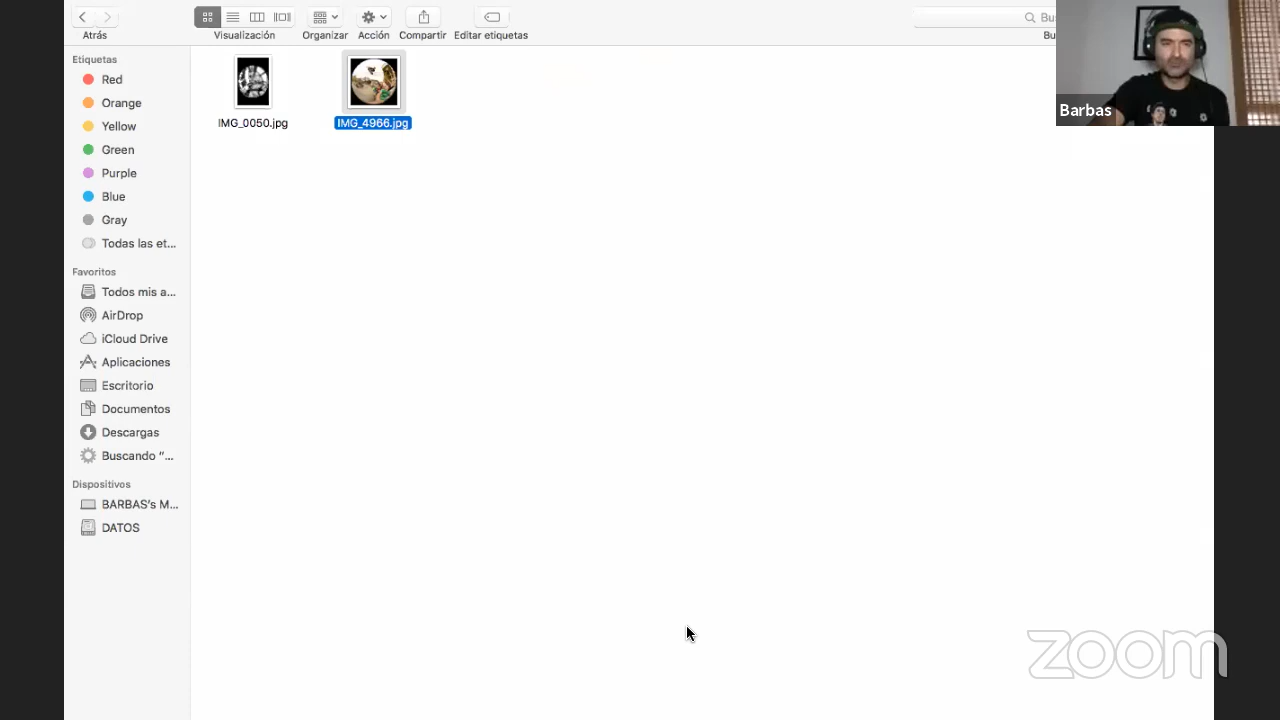 Bu
Atrás
Visualización
Organizar
Acción
Compartir
Editar etiquetas
Bu
Barbas
Etiquetas
Red
Orange
Yellow
Green
Purple
Blue
Gray
Todas las et...
Favoritos
Todos mis a...
AirDrop
iCloud Drive
Aplicaciones
Escritorio
Documentos
Descargas
Buscando “...
Dispositivos
BARBAS's M...
DATOS
IMG_0050.jpg
IMG_4966.jpg
zoom